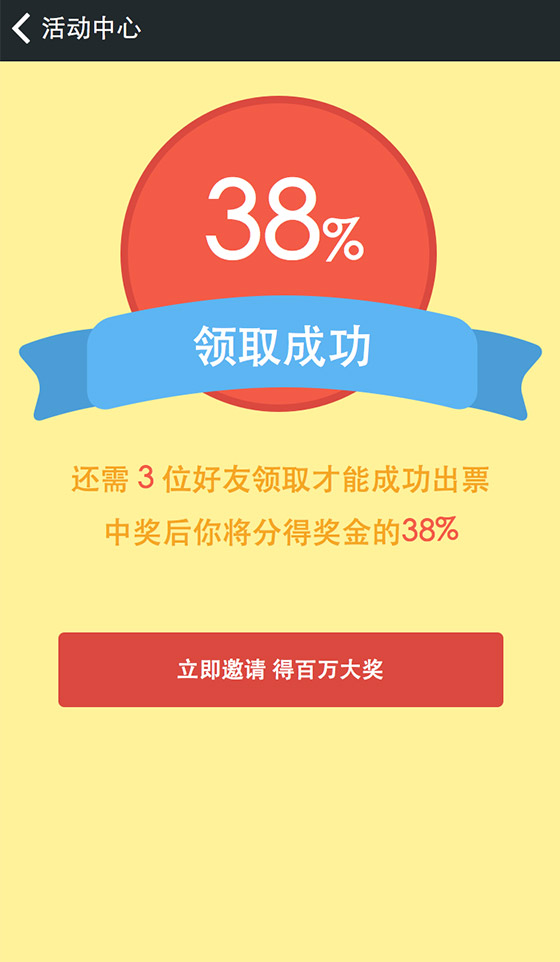 活动中心
38%
领取成功
还需 3 位好友领取才能成功出票
中奖后你将分得奖金的38%
立即邀请 得百万大奖